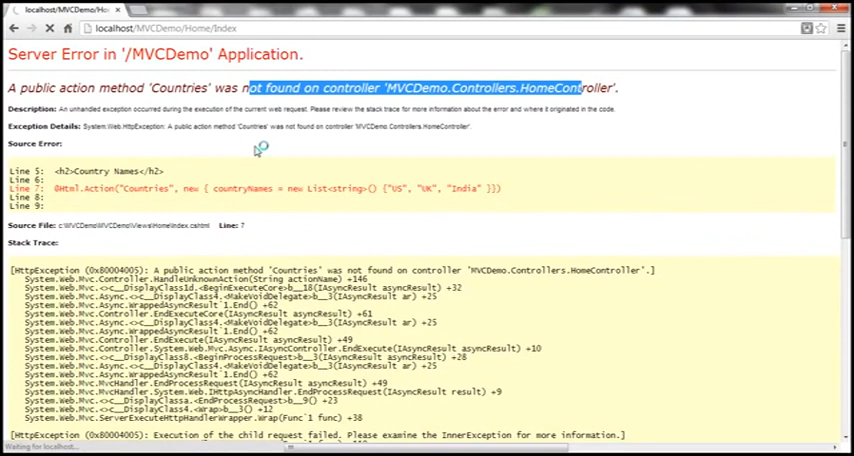 localhost/MVCDemo/Home/I
localhost/MVCDemo/Home/Index
Server Error in '/MVCDemo' Application.
A public action method 'Countries' was not found on controller 'MVCDemo.Controllers.HomeController'.
Description: An unhandled exception occurred during the execution of the current web request. Please review the stack trace for more information about the error and where it originated in the code.
Exception Details: System.Web.HttpException: A public action method 'Countries' was not found on controller 'MVCDemo.Controllers.HomeController'.
Source Error:
Line 5: <h2>Country Names</h2>
Line 6:
Line 7: @Html.Action("Countries", new { countryNames = new List<string>() {"US", "UK", "India" }})
Line 8:
Line 9:
Source File: c:\MVCDemo\MVCDemo\Views\Home\Index.cshtml Line: 7
Stack Trace:
[HttpException (0x80004005): A public action method 'Countries' was not found on controller 'MVCDemo.Controllers.HomeController'.]
System.Web.Mvc.Controller.HandleUnknownAction(String actionName) +146
System.Web.Mvc.<>c__DisplayClass1d.<BeginExecuteCore>b__18(IAsyncResult asyncResult) +32
System.Web.Mvc.Async.<>c__DisplayClass4.<MakeVoidDelegate>b__3(IAsyncResult ar) +25
System.Web.Mvc.Async.WrappedAsyncResult`1.End() +62
System.Web.Mvc.Controller.EndExecuteCore(IAsyncResult asyncResult) +61
System.Web.Mvc.Async.<>c__DisplayClass4.<MakeVoidDelegate>b__3(IAsyncResult ar) +25
System.Web.Mvc.Async.WrappedAsyncResult`1.End() +62
System.Web.Mvc.Controller.EndExecute(IAsyncResult asyncResult) +49
System.Web.Mvc.Controller.System.Web.Mvc.Async.IAsyncController.EndExecute(IAsyncResult asyncResult) +10
System.Web.Mvc.<>c__DisplayClass8.<BeginProcessRequest>b__3(IAsyncResult asyncResult) +28
System.Web.Mvc.Async.<>c__DisplayClass4.<MakeVoidDelegate>b__3(IAsyncResult ar) +25
System.Web.Mvc.Async.WrappedAsyncResult`1.End() +62
System.Web.Mvc.MvcHandler.EndProcessRequest(IAsyncResult asyncResult) +49
System.Web.Mvc.MvcHandler.System.Web.IHttpAsyncHandler.EndProcessRequest(IAsyncResult result) +9
System.Web.Mvc.<>c__DisplayClassa.<EndProcessRequest>b__9() +23
System.Web.Mvc.<>c__DisplayClass4.<Wrap>b__3() +12
System.Web.Mvc.ServerExecuteHttpHandlerWrapper.Wrap(Func`1 func) +38
[HttpException (0x80004005): Execution of the child request failed. Please examine the InnerException for more information.]
Waiting for localhost...